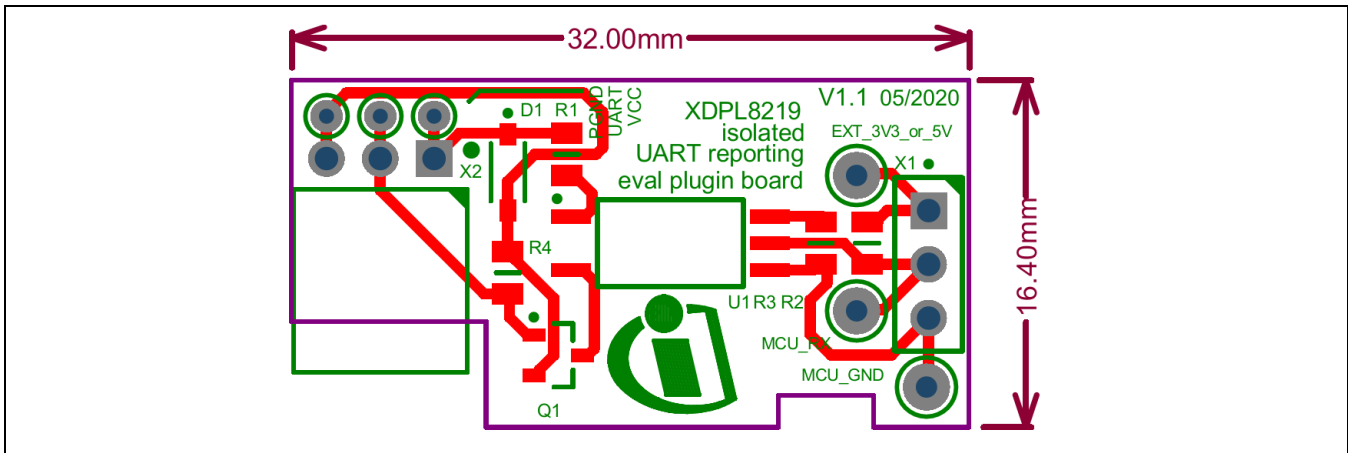 32.00mm
D1 R1
PGND
UART
VCC
XDPL8219
isolated
UART reporting
eval plugin board
V1.1 05/2020
EXT_3V3_or_5V
X1
X2
R4
16.40mm
U1 R3 R2
MCU_RX
MCU_GND
Q1